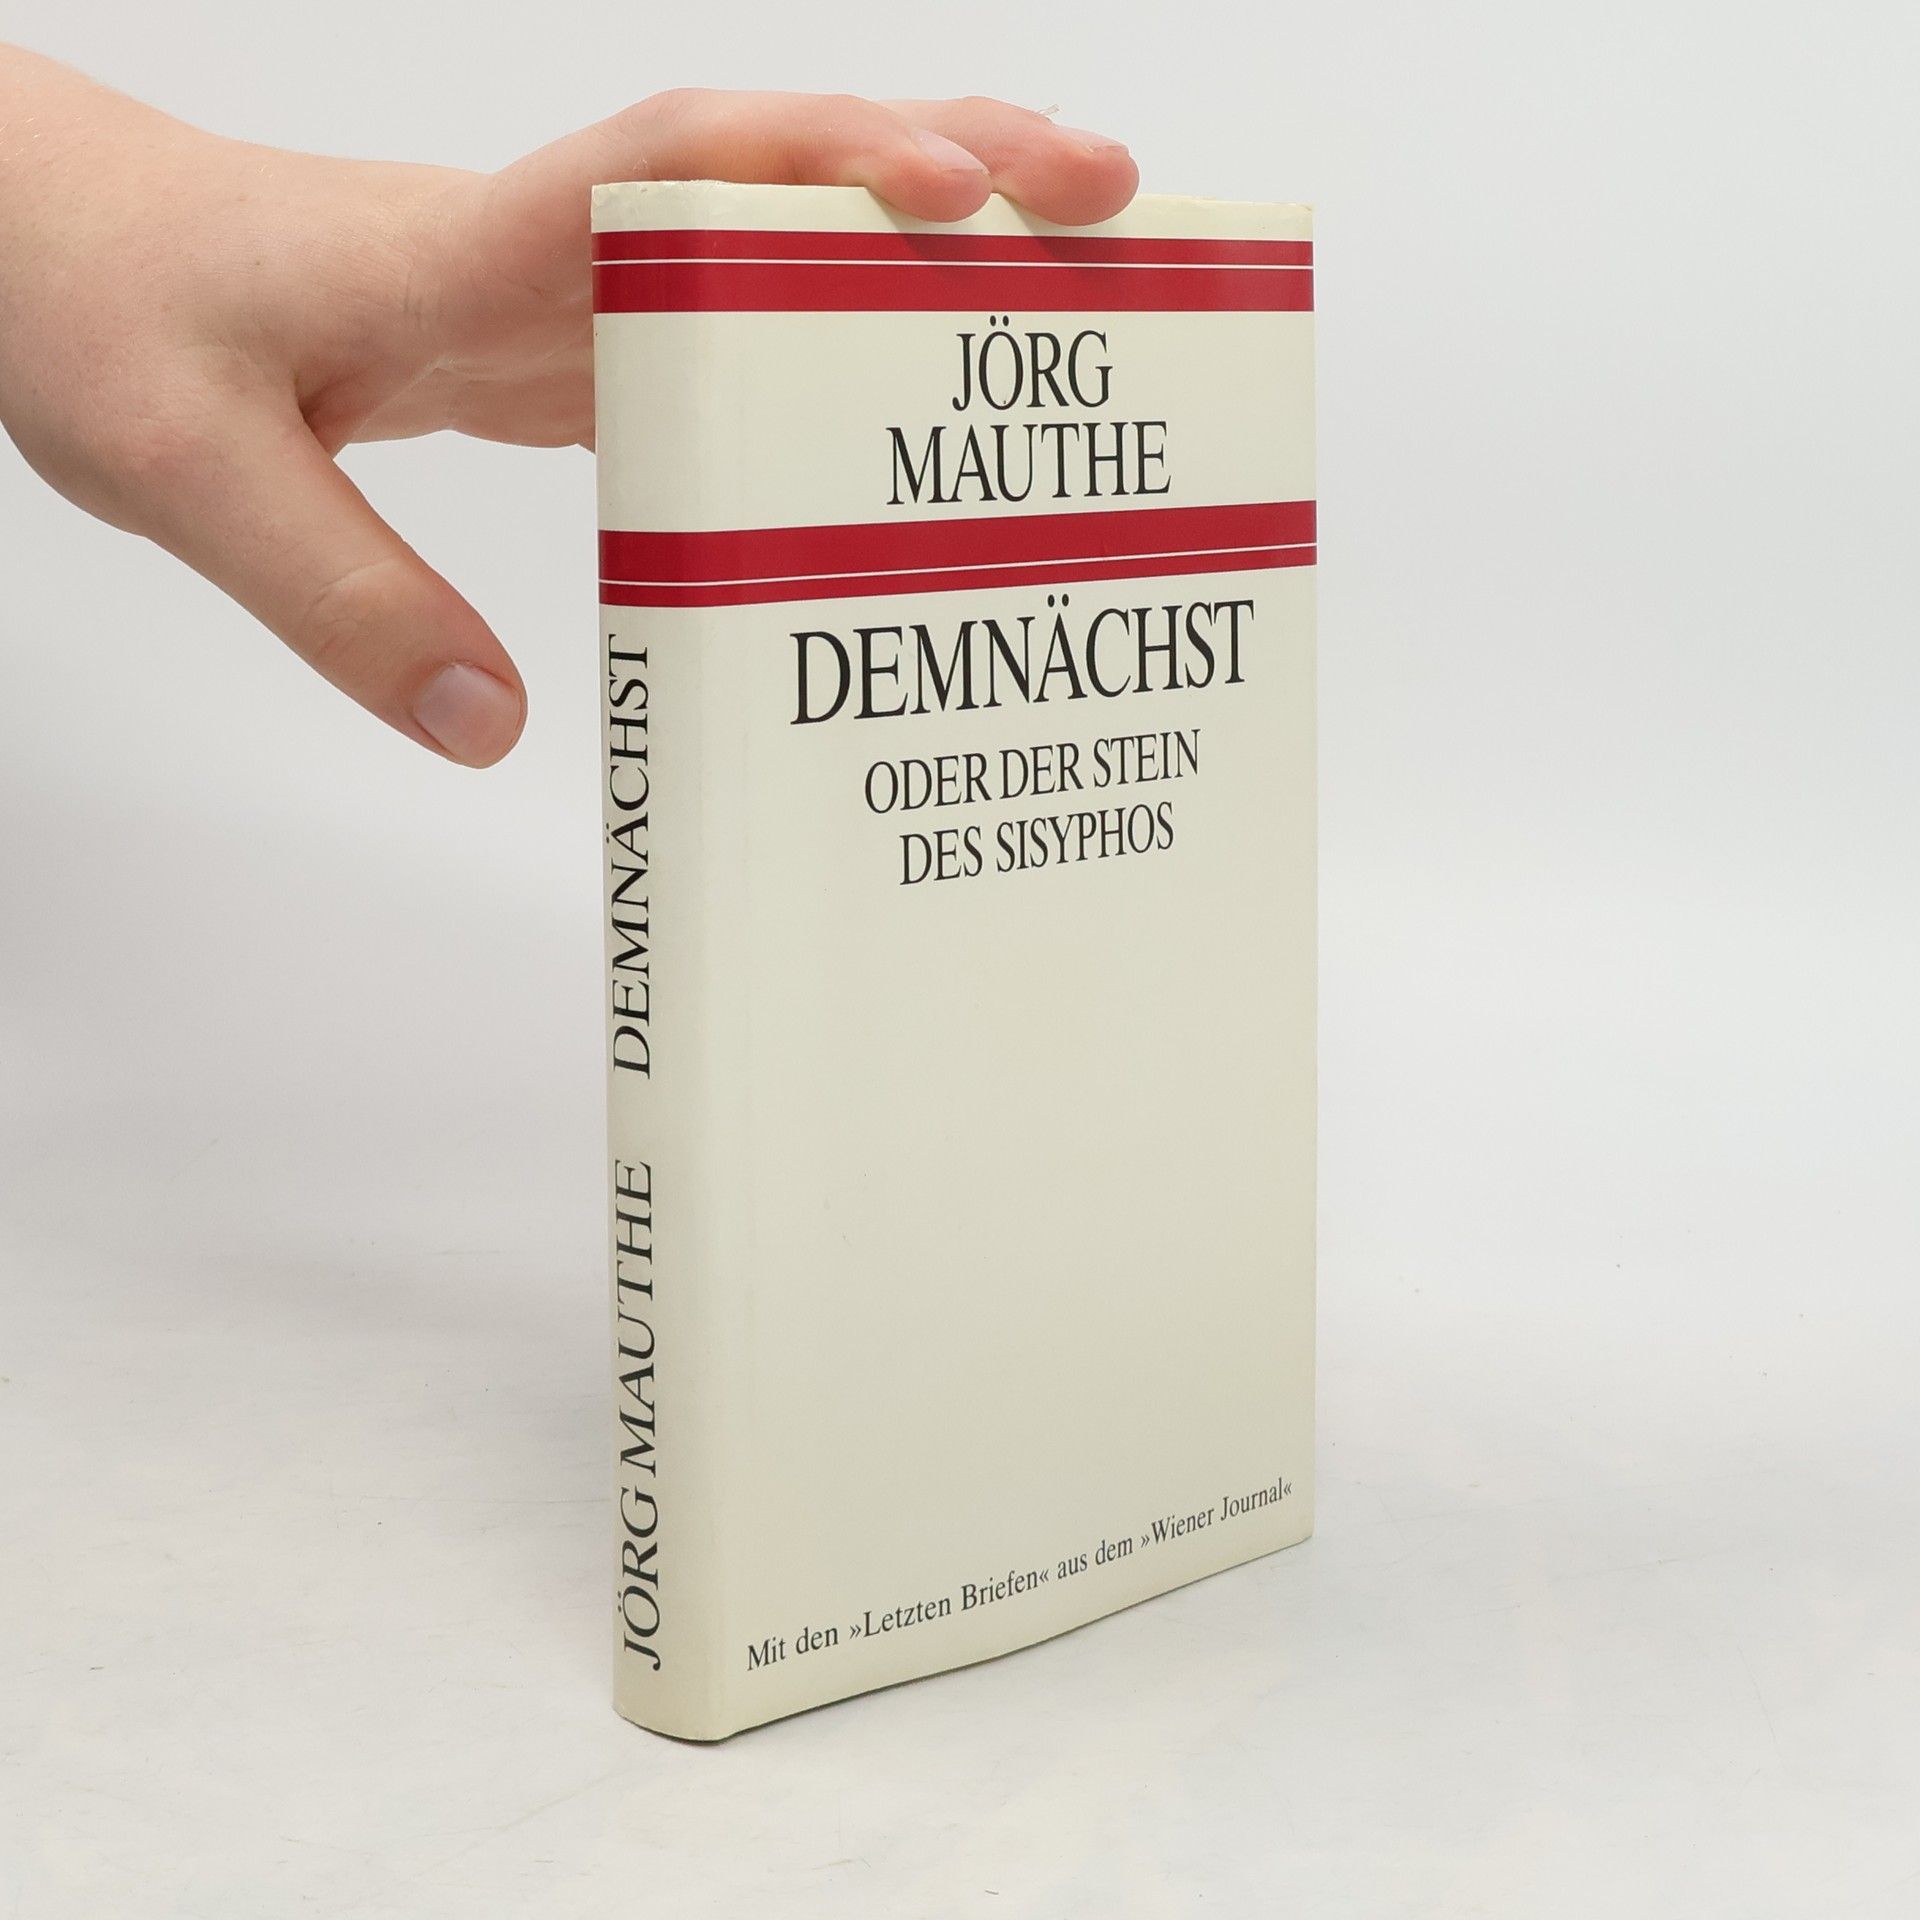 JÖRG
MAUTHE
DEMNÄCHST
ODER DER STEIN
DES SISYPHOS
Mit den »Letzten Briefen« aus dem »Wiener Journal«
JÖRG MAUTHE DEMNÄCHST